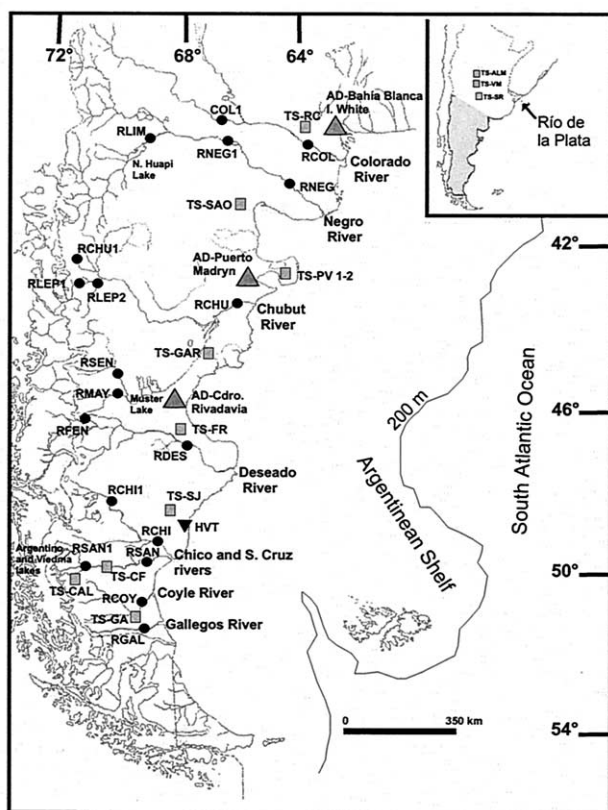 72°
68°
64°
TS-ALM
TS-VM
TS-SR
Río de
la Plata
AD-Bahía Blanca
I. White
COL1
TS-RC
RLIM
RNEG1
RCOL
Colorado
River
N. Huapi
Lake
RNEG
TS-SAO
Negro
River
42°
RCHU1
AD-Puerto
Madryn
TS-PV 1-2
RLEP1
RLEP2
RCHU
Chubut
River
TS-GAR
RSEN
RMAY
Muster
Lake
AD-Cdro.
Rivadavia
200 m
46°
RFEN
TS-FR
RDES
Deseado
River
South Atlantic Ocean
Argentinean Shelf
RCHI1
TS-SJ
HVT
RCHI
Argentino
and Viedma
lakes
RSAN1
RSAN
Chico and S. Cruz
rivers
TS-CF
50°
TS-CAL
RCOY
Coyle River
TS-GA
Gallegos River
RGAL
0
350 km
54°